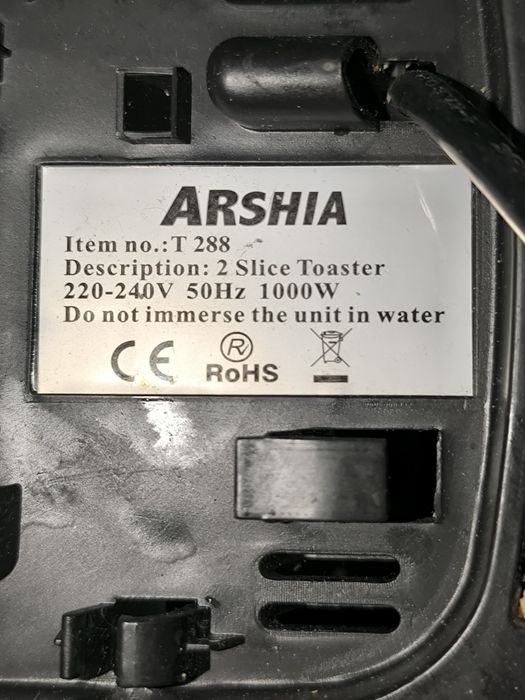 ARSHIA
Item no.:T 288
Description: 2 Slice Toaster
220-240V 50Hz 1000W
Do not immerse the unit in water
CE
R
RoHS